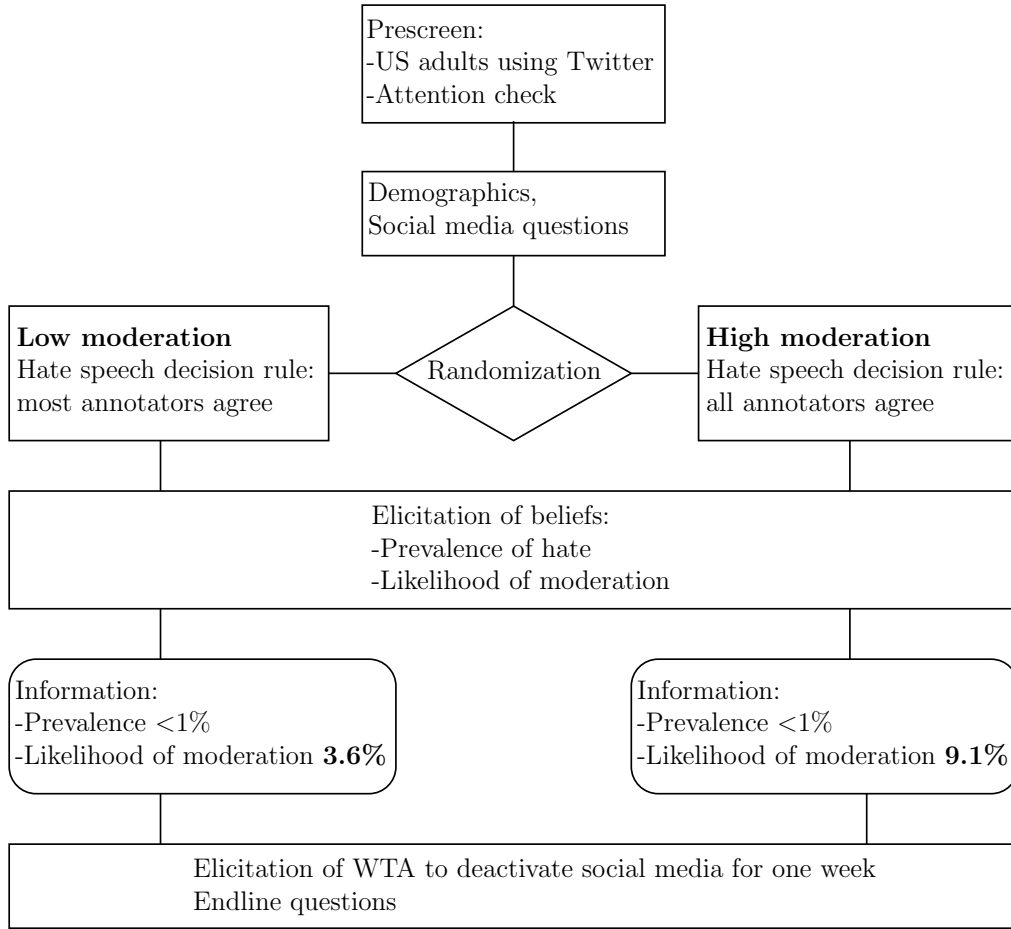 Prescreen:
-US adults using Twitter
-Attention check
Demographics,
Social media questions
Low moderation
Hate speech decision rule:
most annotators agree
Randomization
High moderation
Hate speech decision rule:
all annotators agree
Elicitation of beliefs:
-Prevalence of hate
-Likelihood of moderation
Information:
-Prevalence <1%
-Likelihood of moderation 3.6%
Information:
-Prevalence <1%
-Likelihood of moderation 9.1%
Elicitation of WTA to deactivate social media for one week
Endline questions